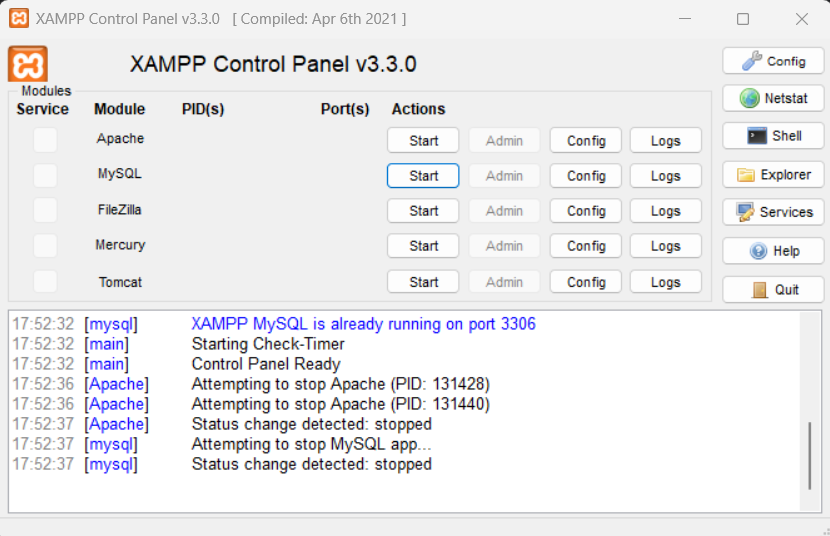 XAMPP Control Panel v3.3.0 [ Compiled: Apr 6th 2021 ]
XAMPP Control Panel v3.3.0
Config
Modules
Service Module PID(s) Port(s) Actions
Netstat
Apache Start Admin Config Logs
Shell
MySQL Start Admin Config Logs
Explorer
FileZilla Start Admin Config Logs
Services
Mercury Start Admin Config Logs
Help
Tomcat Start Admin Config Logs
Quit
17:52:32 [mysql] XAMPP MySQL is already running on port 3306
17:52:32 [main] Starting Check-Timer
17:52:32 [main] Control Panel Ready
17:52:36 [Apache] Attempting to stop Apache (PID: 131428)
17:52:36 [Apache] Attempting to stop Apache (PID: 131440)
17:52:37 [Apache] Status change detected: stopped
17:52:37 [mysql] Attempting to stop MySQL app...
17:52:37 [mysql] Status change detected: stopped